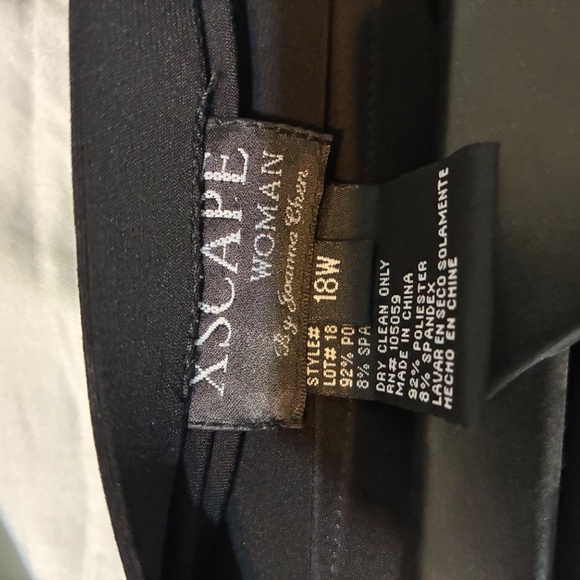 XSCAPE
WOMAN
By Joanna Chen
18W
STYLE#
LOT# 18
92% PO
8% SPA
DRY CLEAN ONLY
RN# 105059
MADE IN CHINA
92% POLIESTER
8% SPANDEX
LAVAR EN SECO SOLAMENTE
HECHO EN CHINE